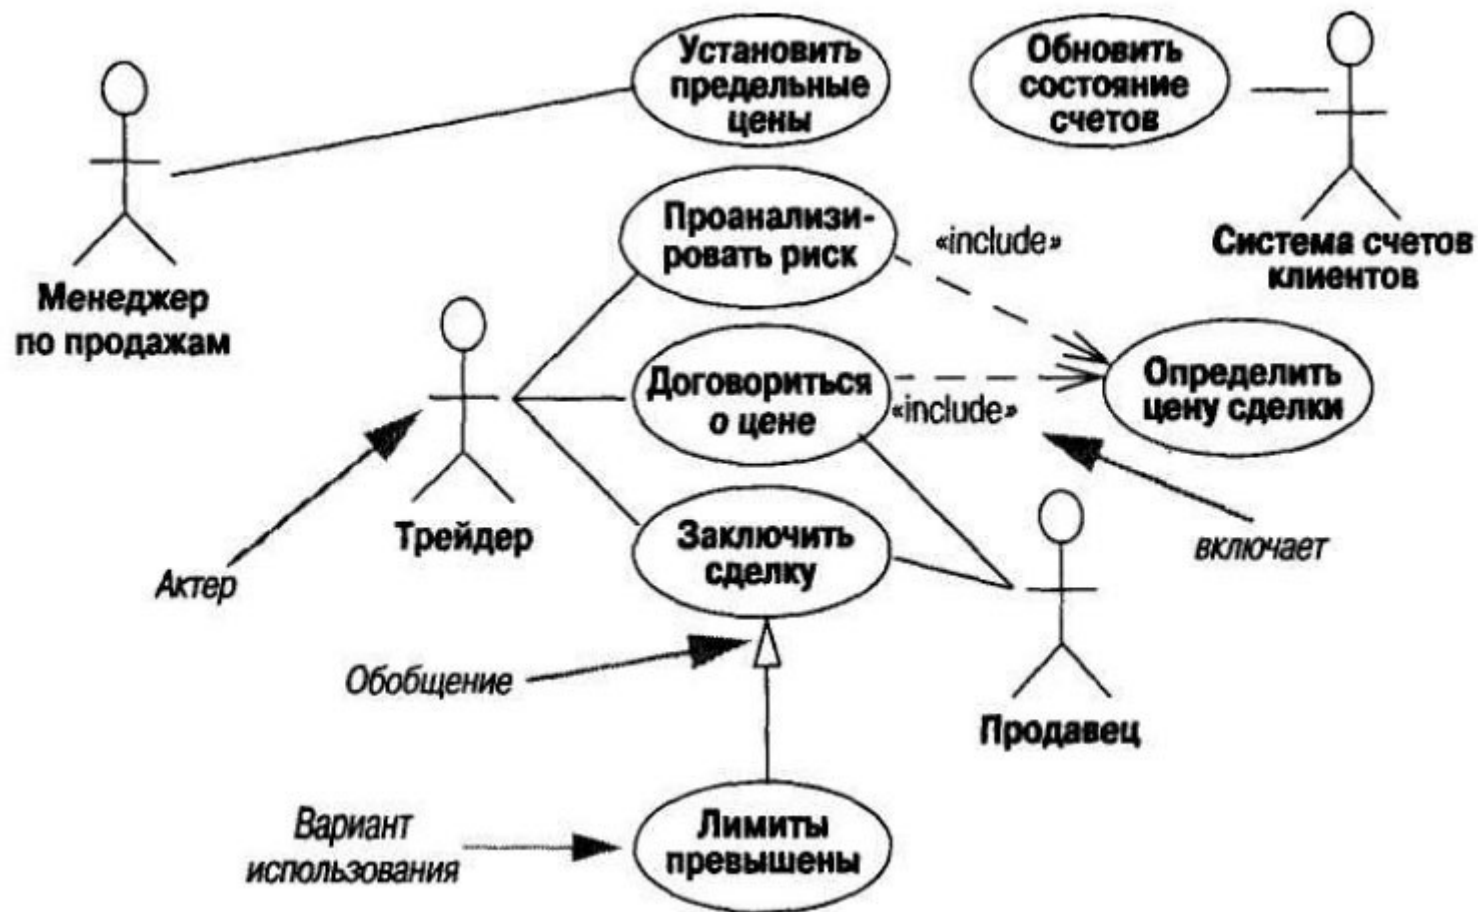 Установить
предельные
цены
Обновить
состояние
счетов
Проанализи-
ровать риск
«include»
Система счетов
клиентов
Менеджер
по продажам
Договориться
о цене
«include»
Определить
цену сделки
Трейдер
Заключить
сделку
включает
Актер
Обобщение
Продавец
Вариант
использования
Лимиты
превышены